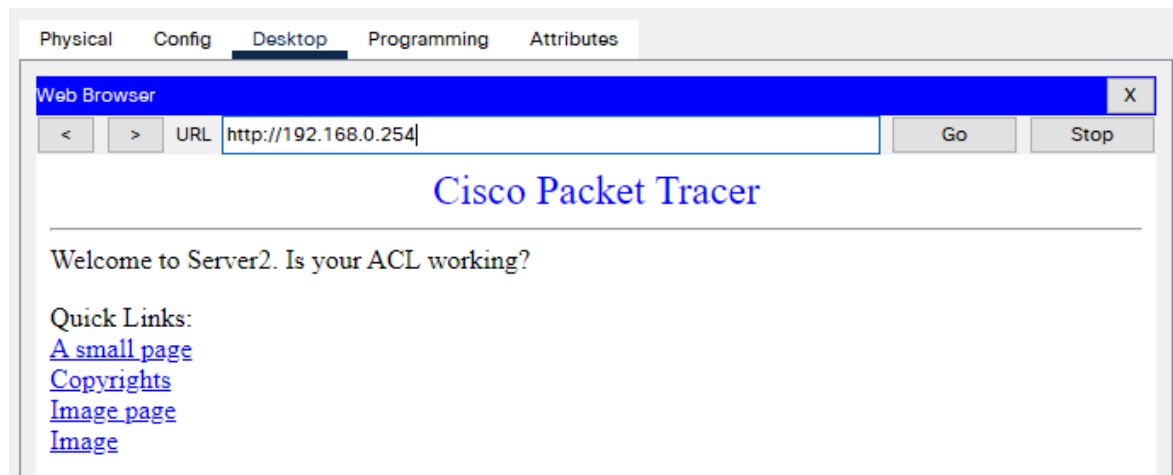 Physical Config Desktop Programming Attributes
Web Browser X
< > URL http://192.168.0.254 Go Stop
Cisco Packet Tracer
Welcome to Server2. Is your ACL working?
Quick Links:
A small page
Copyrights
Image page
Image